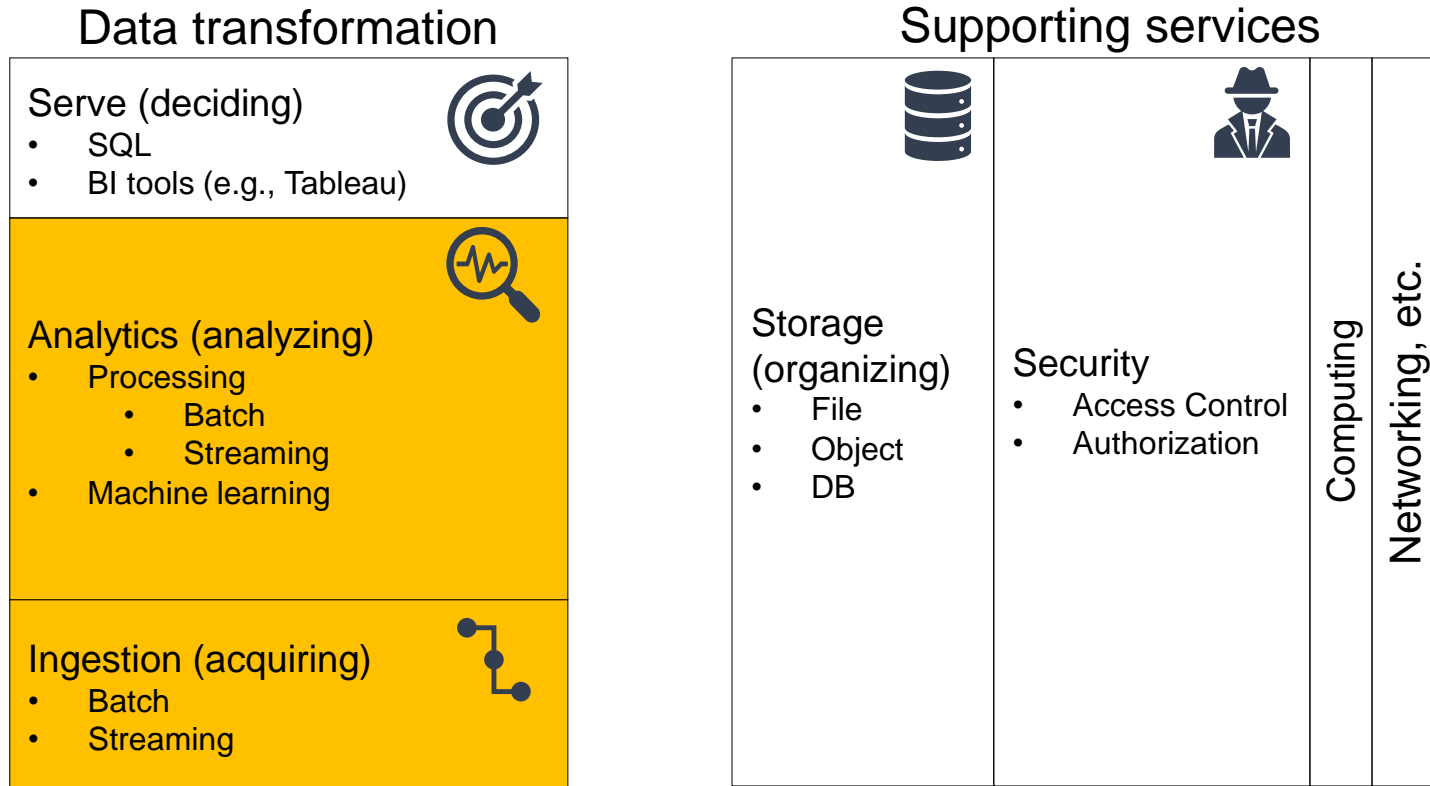 Data transformation
Serve (deciding)
• SQL
• BI tools (e.g., Tableau)
Analytics (analyzing)
• Processing
• Batch
• Streaming
• Machine learning
Ingestion (acquiring)
• Batch
• Streaming
Supporting services
Storage
(organizing)
• File
• Object
• DB
Security
• Access Control
• Authorization
Computing
Networking, etc.